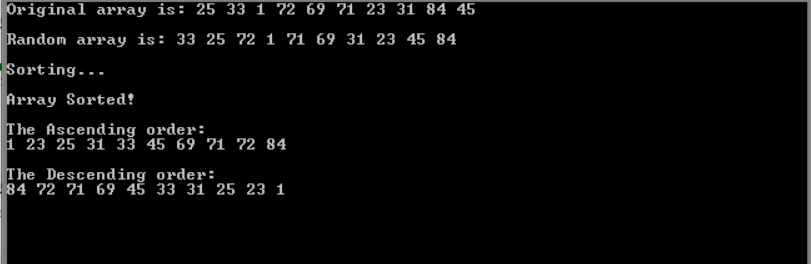 Original array is: 25 33 1 72 69 71 23 31 84 45
Random array is: 33 25 72 1 71 69 31 23 45 84
Sorting...
Array Sorted!
The Ascending order:
1 23 25 31 33 45 69 71 72 84
The Descending order:
84 72 71 69 45 33 31 25 23 1